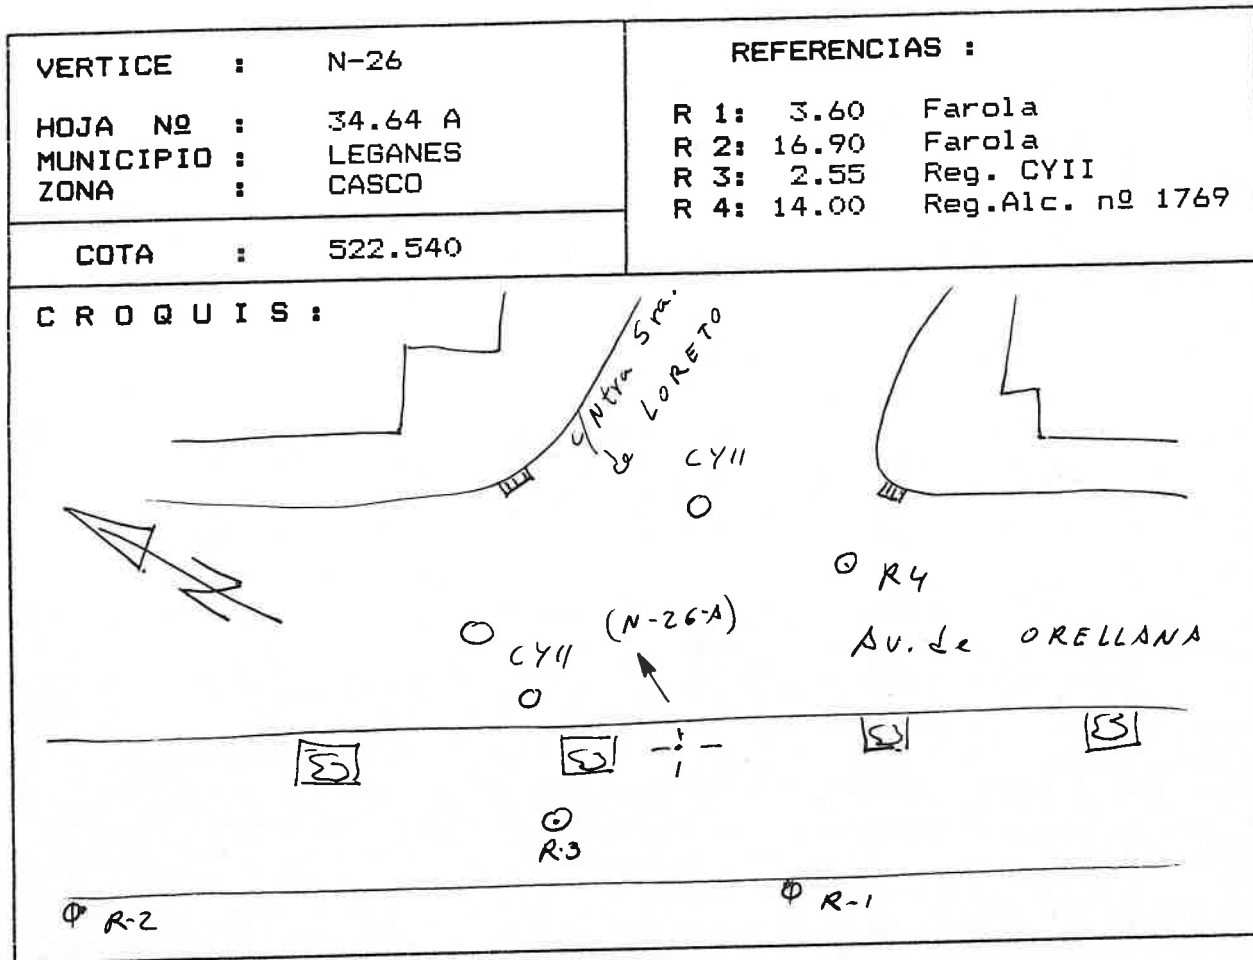 VERTICE : N-26
HOJA Nº : 34.64 A
MUNICIPIO : LEGANES
ZONA : CASCO
COTA : 522.540
REFERENCIAS :
R 1: 3.60 Farola
R 2: 16.90 Farola
R 3: 2.55 Reg. CYII
R 4: 14.00 Reg.Alc. nº 1769
CROQUIS:
c/ Ntra Sra.
de LORETO
CYII
R4
(N-26-A)
CYII
Av. de ORELLANA
R-3
R-1
R-2